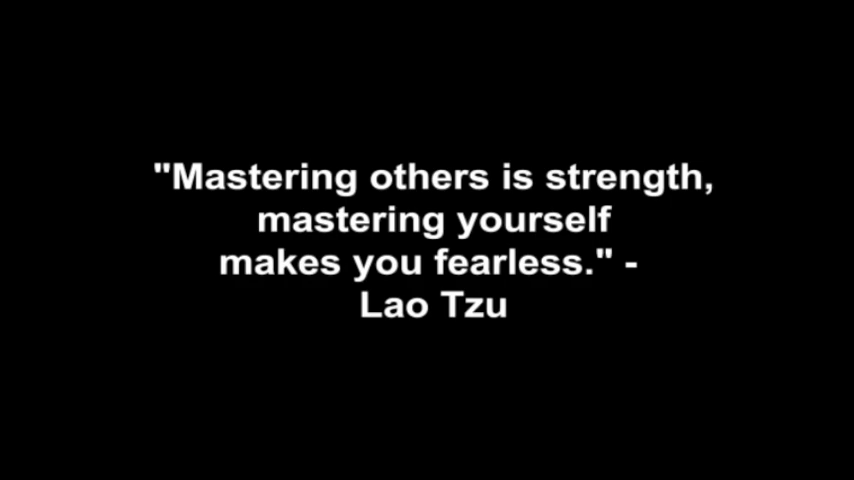 "Mastering others is strength,
mastering yourself
makes you fearless." -
Lao Tzu